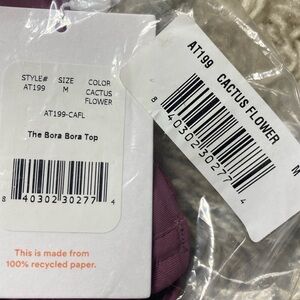 STYLE# SIZE COLOR
AT199 M CACTUS
FLOWER
AT199-CAFL
The Bora Bora Top
8 40302 30277 4
This is made from
100% recycled paper.
AT199 CACTUS FLOWER
M
8 40302 30277 4